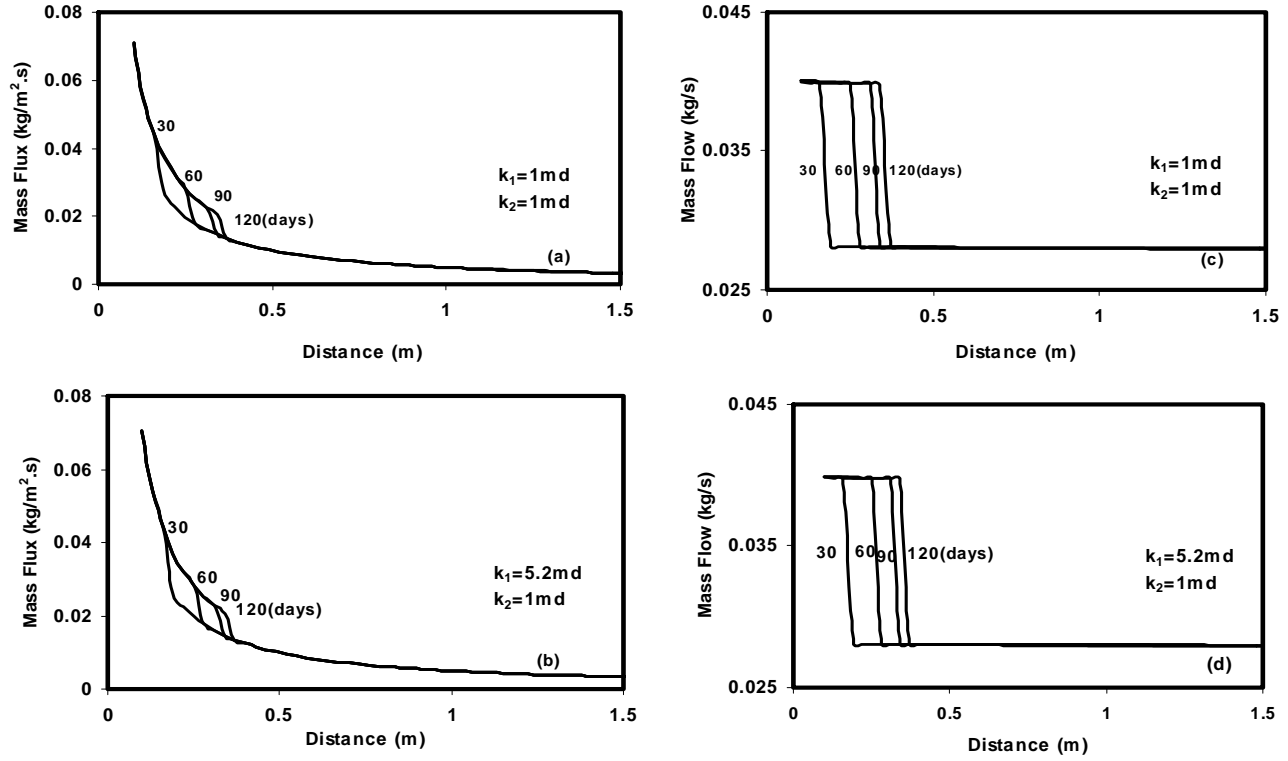 0.08
0.06
0.04
0.02
0
Mass Flux (kg/m².s)
30
60
90
120(days)
k₁=1md
k₂=1md
(a)
0
0.5
1
1.5
Distance (m)
0.045
0.035
0.025
Mass Flow (kg/s)
30
60
90
120(days)
k₁=1md
k₂=1md
(c)
0
0.5
1
1.5
Distance (m)
0.08
0.06
0.04
0.02
0
Mass Flux (kg/m².s)
30
60
90
120(days)
k₁=5.2md
k₂=1md
(b)
0
0.5
1
1.5
Distance (m)
0.045
0.035
0.025
Mass Flow (kg/s)
30
60
90
120(days)
k₁=5.2md
k₂=1md
(d)
0
0.5
1
1.5
Distance (m)